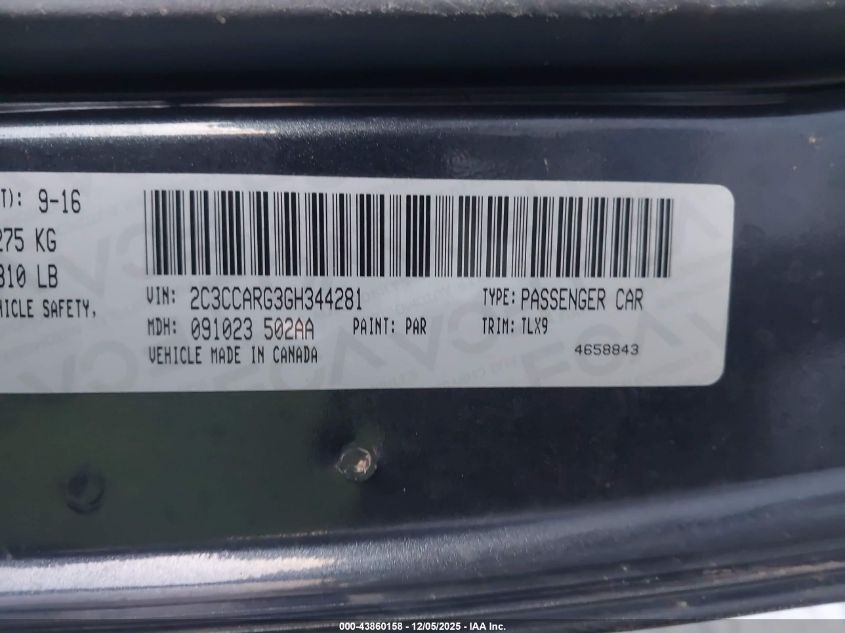 T): 9-16
275 KG
310 LB
HICLE SAFETY,
VIN: 2C3CCARG3GH344281 TYPE: PASSENGER CAR
MDH: 091023 502AA PAINT: PAR TRIM: TLX9
VEHICLE MADE IN CANADA 4658843
000-43860158 - 12/05/2025 - IAA Inc.